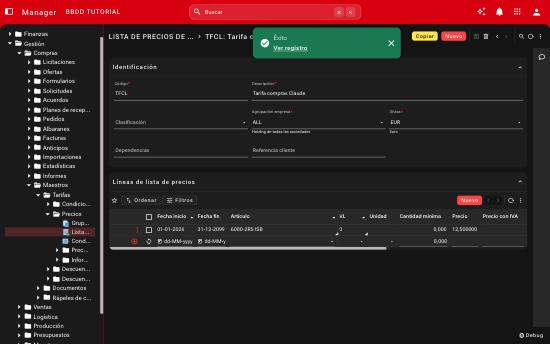 Manager
BBDD TUTORIAL
Buscar
LISTA DE PRECIOS DE ... > TFCL: Tarifa c
Éxito
Ver registro
Copiar
Nuevo
Finanzas
Gestión
Compras
Licitaciones
Ofertas
Formularios
Solicitudes
Acuerdos
Planes de recep...
Pedidos
Albaranes
Facturas
Anticipos
Importaciones
Estadísticas
Informes
Maestros
Tarifas
Condicio...
Precios
Grup...
Lista...
Cond...
Proc...
Infor...
Descuen...
Descuen...
Documentos
Rápeles de c...
Ventas
Logística
Producción
Presupuestos
Identificación
Código
Descripción
TFCL
Tarifa compras Claude
Clasificación
Agrupación empresa
ALL
Holding de todas las sociedades
Divisa
EUR
Euro
Dependencias
Referencia cliente
Líneas de lista de precios
Ordenar
Filtros
Nuevo
Fecha inicio
Fecha fin
Artículo
Vl.
Unidad
Cantidad mínima
Precio
Precio con IVA
01-01-2026
31-12-2099
6000-2RS ISB
0
0,000
12,500000
dd-MM-yyyy
dd-MM-y
0,000
Debug